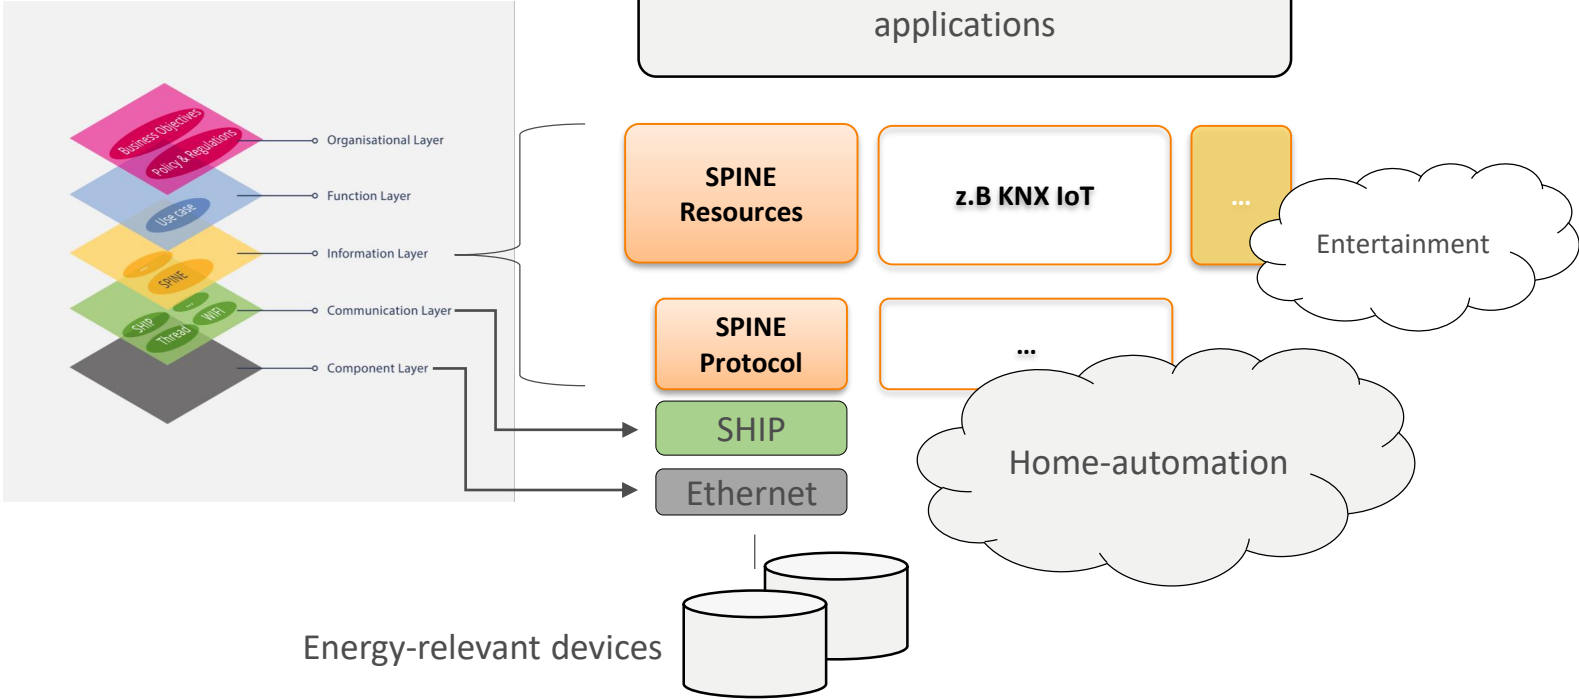 applications
Business Objectives
Policy & Regulations
Organisational Layer
Use case
Function Layer
...
SPINE
Information Layer
...
SHIP
WIFI
Thread
Communication Layer
Component Layer
SPINE
Resources
z.B KNX IoT
...
Entertainment
SPINE
Protocol
...
SHIP
Home-automation
Ethernet
Energy-relevant devices